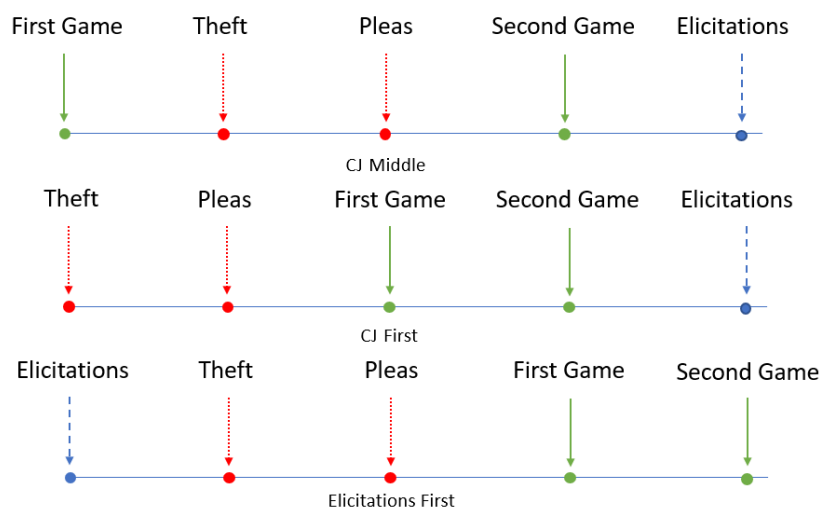 First Game Theft Pleas Second Game Elicitations
CJ Middle
Theft Pleas First Game Second Game Elicitations
CJ First
Elicitations Theft Pleas First Game Second Game
Elicitations First